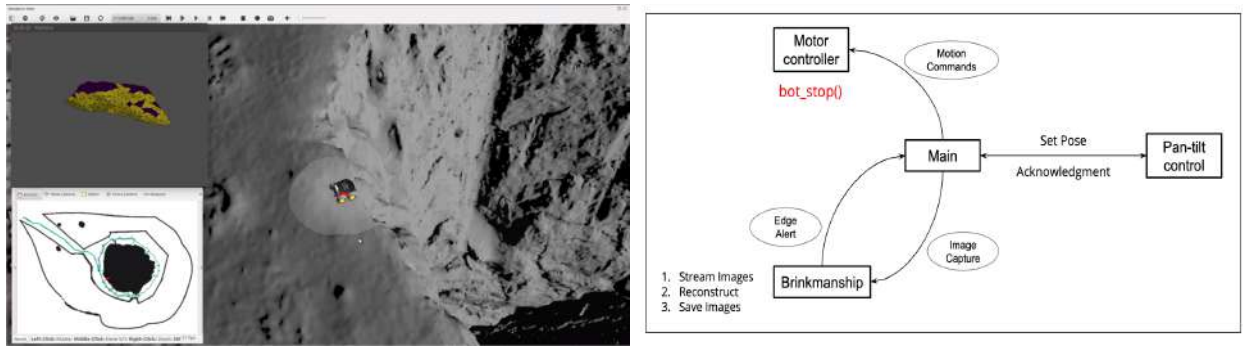 Motor
controller
bot_stop()
Motion
Commands
Main
Set Pose
Acknowledgment
Pan-tilt
control
Edge
Alert
Image
Capture
Brinkmanship
1. Stream Images
2. Reconstruct
3. Save Images